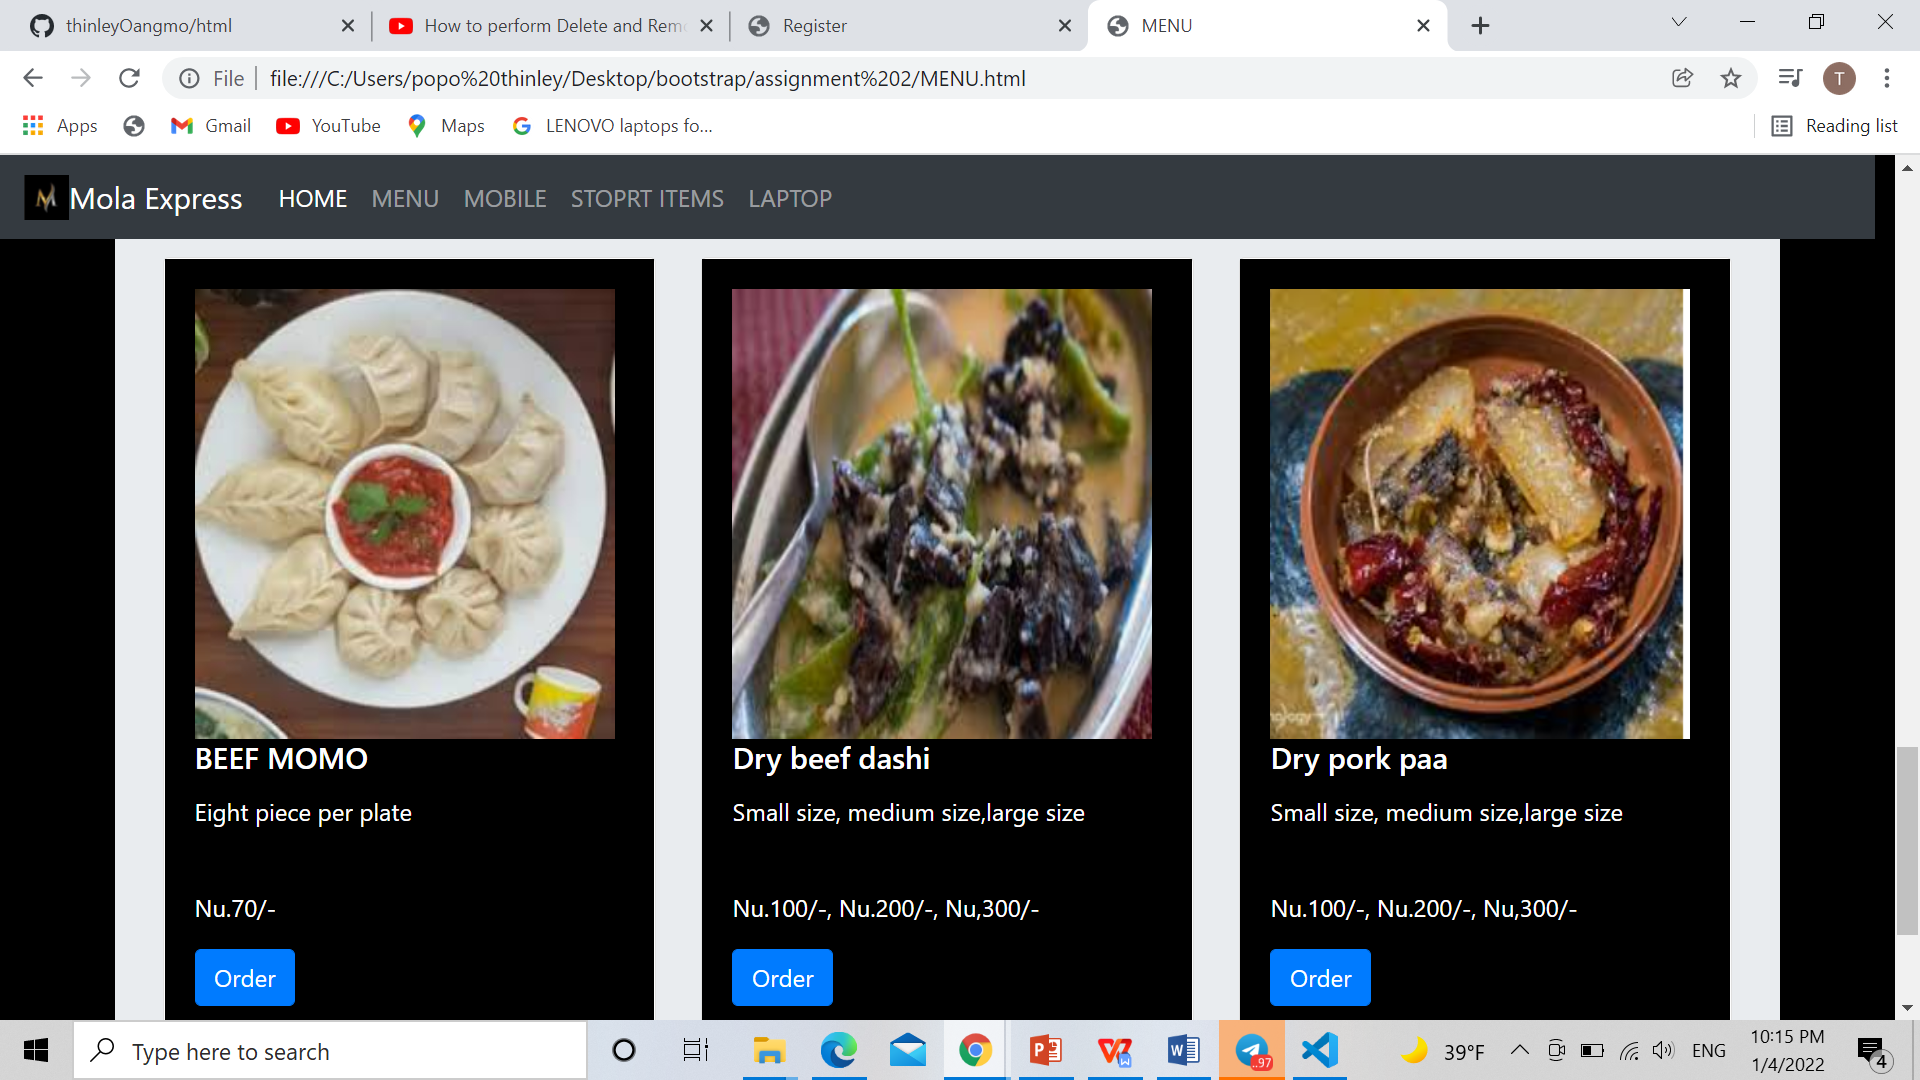 thinleyOangmo/html
How to perform Delete and Rem
Register
MENU
File
file:///C:/Users/popo%20thinley/Desktop/bootstrap/assignment%202/MENU.html
T
Apps
Gmail
YouTube
Maps
LENOVO laptops fo...
Reading list
Mola Express
HOME MENU MOBILE STOPRT ITEMS LAPTOP
BEEF MOMO
Eight piece per plate
Nu.70/-
Order
Dry beef dashi
Small size, medium size,large size
Nu.100/-, Nu.200/-, Nu,300/-
Order
Dry pork paa
Small size, medium size,large size
Nu.100/-, Nu.200/-, Nu,300/-
Order
Type here to search
..97
39°F
ENG
10:15 PM
1/4/2022
4